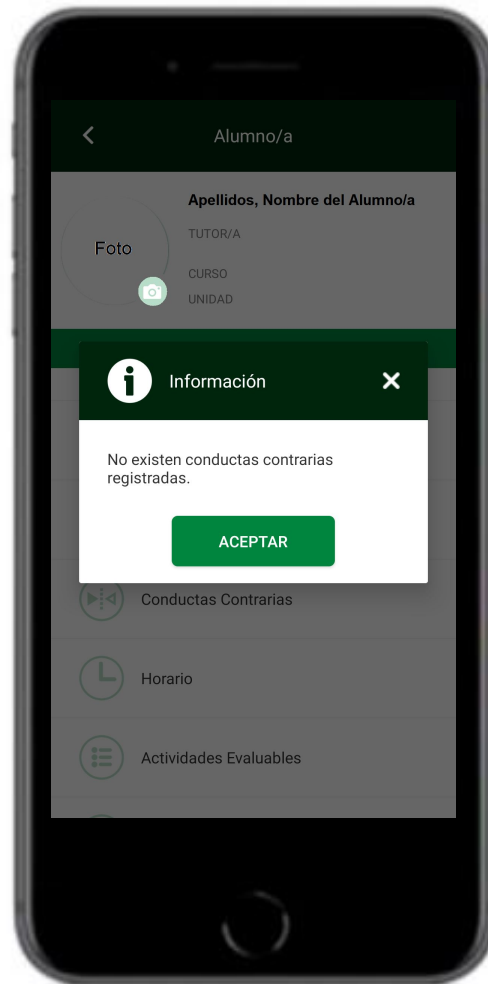 Alumno/a
Apellidos, Nombre del Alumno/a
Foto
TUTOR/A
CURSO
UNIDAD
Información
No existen conductas contrarias
registradas.
ACEPTAR
Conductas Contrarias
Horario
Actividades Evaluables